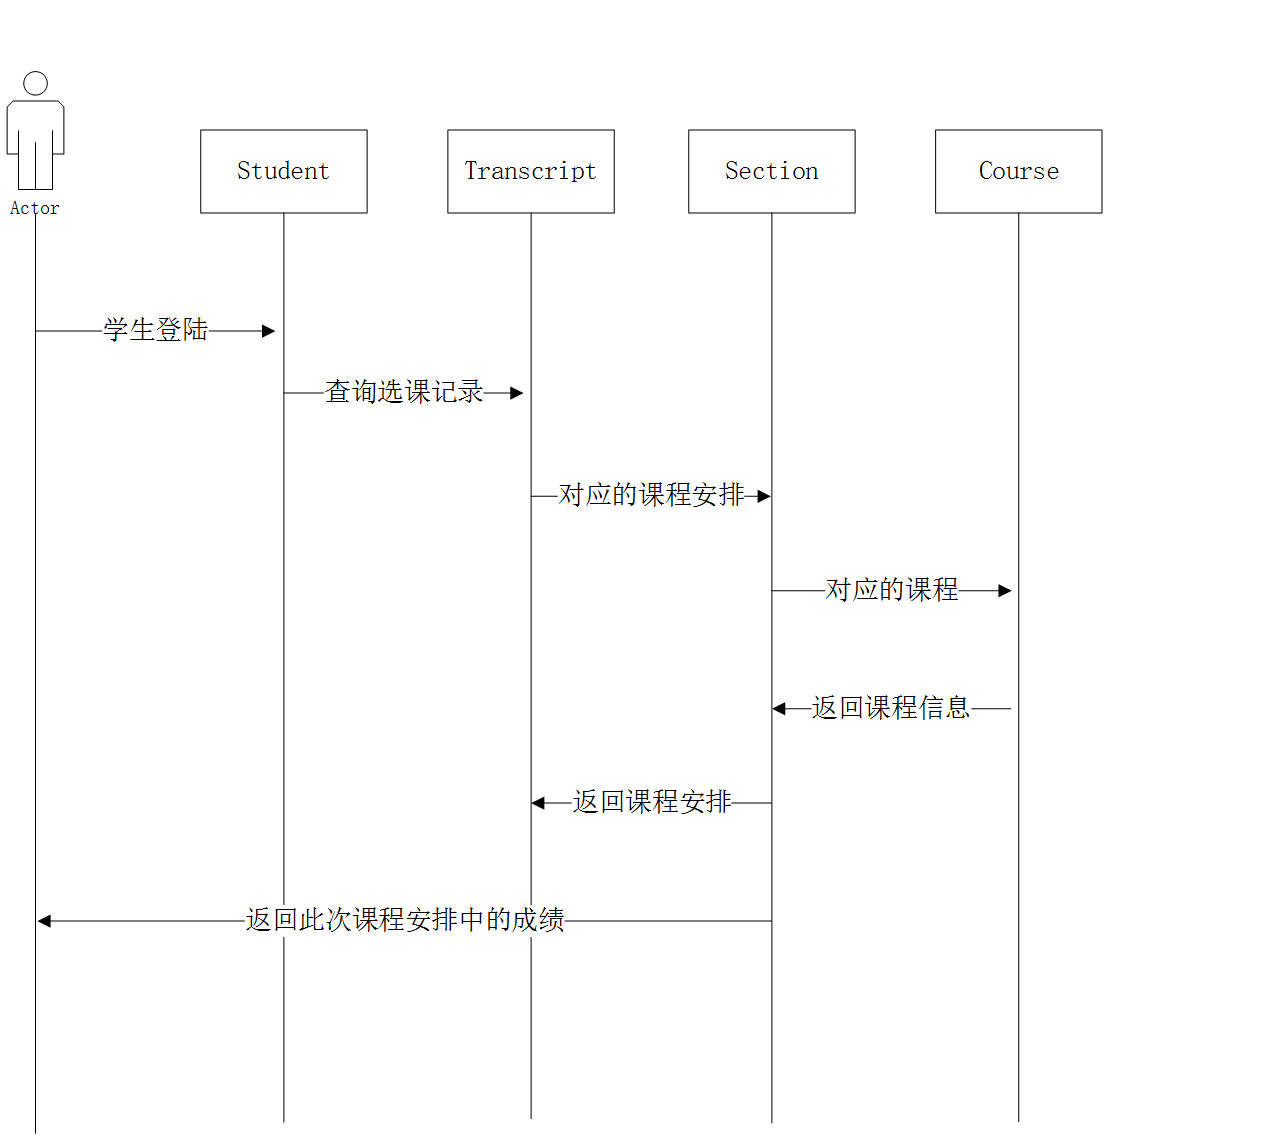 Actor
Student
Transcript
Section
Course
学生登陆
查询选课记录
对应的课程安排
对应的课程
返回课程信息
返回课程安排
返回此次课程安排中的成绩